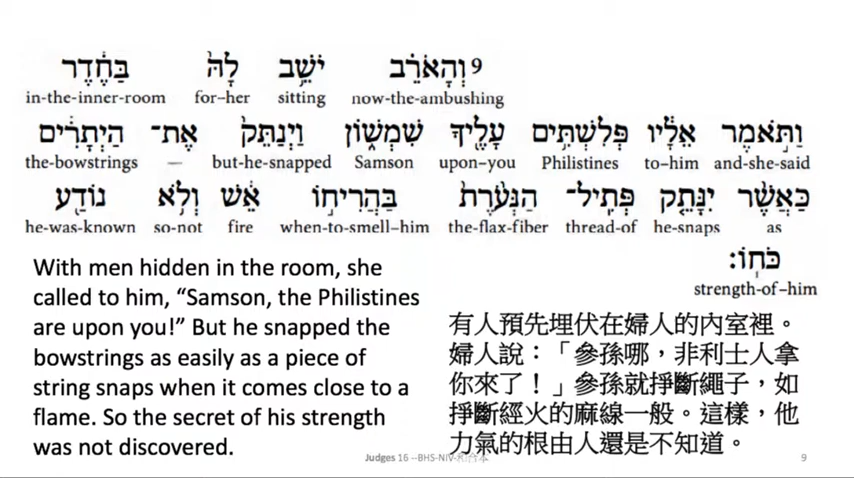 9 וְהָאֹרֵ֗ב יֹשֵׁ֥ב לָהּ֙ בַּחֶ֔דֶר
in-the-inner-room for–her sitting now-the-ambushing
וַתֹּ֣אמֶר אֵלָ֔יו פְּלִשְׁתִּ֥ים עָלֶ֖יךָ שִׁמְשׁ֑וֹן וַיְנַתֵּק֙ אֶת־ הַיְתָרִ֔ים
the-bowstrings — but-he-snapped Samson upon–you Philistines to–him and-she-said
כַּאֲשֶׁ֨ר יִנָּתֵ֤ק פְּתִֽיל־ הַנְּעֹ֙רֶת֙ בַּהֲרִיח֣וֹ אֵ֔שׁ וְלֹ֥א נוֹדַ֖ע
he-was-known so-not fire when-to-smell–him the-flax-fiber thread-of he-snaps as
כֹּחֽוֹ׃
strength-of–him
With men hidden in the room, she
called to him, “Samson, the Philistines
are upon you!” But he snapped the
bowstrings as easily as a piece of
string snaps when it comes close to a
flame. So the secret of his strength
was not discovered.
有人預先埋伏在婦人的內室裡。
婦人說：「參孫哪，非利士人拿
你來了！」參孫就掙斷繩子，如
掙斷經火的麻線一般。這樣，他
力氣的根由人還是不知道。
Judges 16 --BHS-NIV-和合本
9